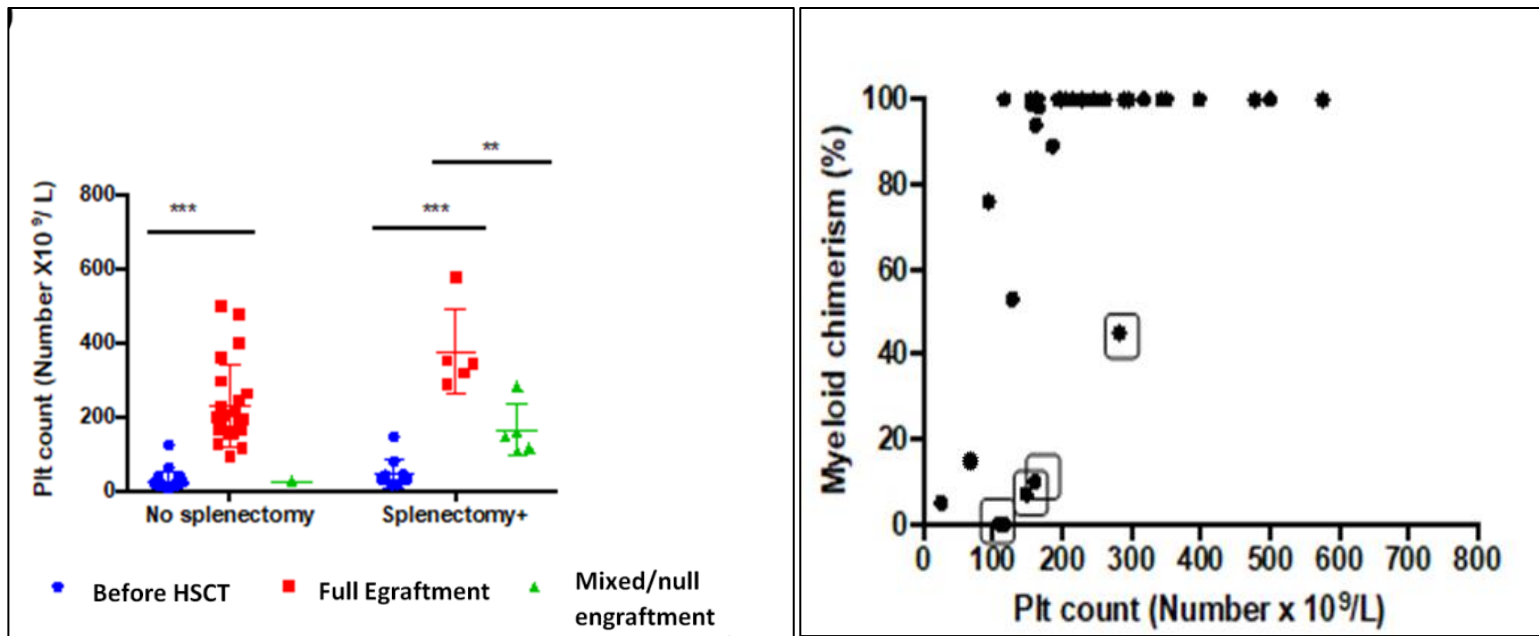 Plt count (Number X10 9/ L)
800
600
400
200
0
***
***
**
No splenectomy
Splenectomy+
Before HSCT
Full Egraftment
Mixed/null
engraftment
Myeloid chimerism (%)
100
80
60
40
20
0
0 100 200 300 400 500 600 700 800
Plt count (Number x 10⁹/L)